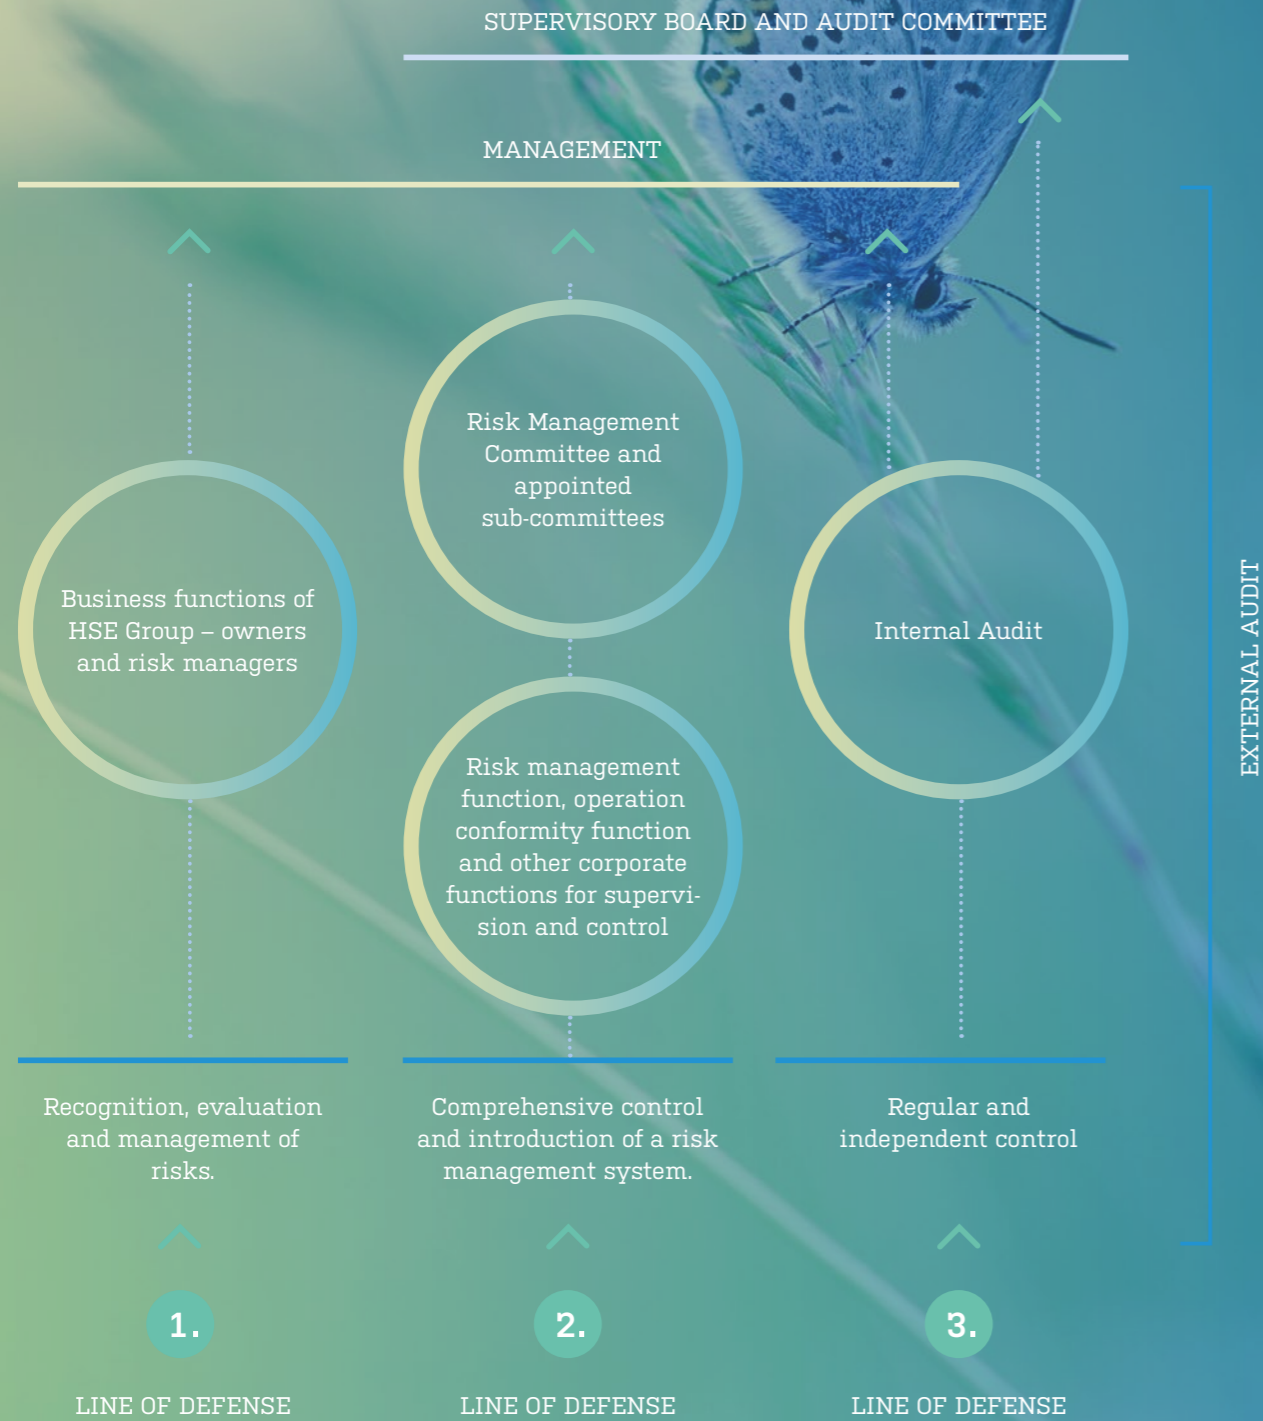 SUPERVISORY BOARD AND AUDIT COMMITTEE
MANAGEMENT
Business functions of
HSE Group – owners
and risk managers
Risk Management
Committee and
appointed
sub-committees
Risk management
function, operation
conformity function
and other corporate
functions for supervi-
sion and control
Internal Audit
EXTERNAL AUDIT
Recognition, evaluation
and management of
risks.
Comprehensive control
and introduction of a risk
management system.
Regular and
independent control
1.
2.
3.
LINE OF DEFENSE
LINE OF DEFENSE
LINE OF DEFENSE